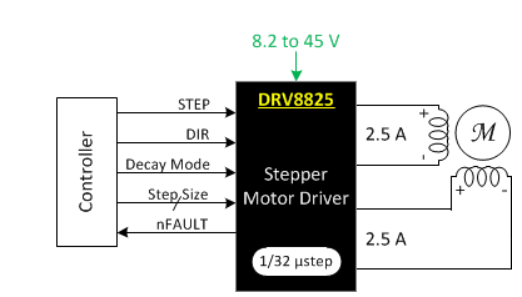 8.2 to 45 V
DRV8825
STEP
DIR
Decay Mode
Step Size
nFAULT
Controller
Stepper
Motor Driver
1/32 µstep
2.5 A
+
-
M
+
-
2.5 A